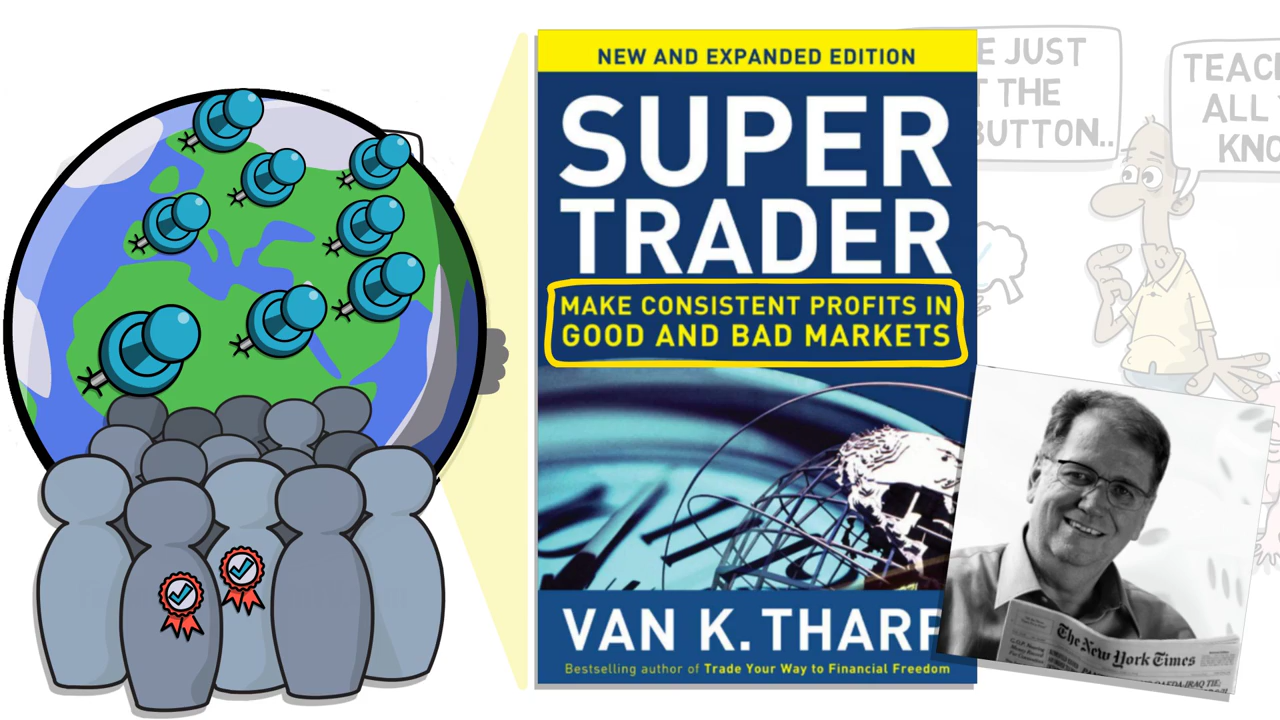 NEW AND EXPANDED EDITION
SUPER
TRADER
MAKE CONSISTENT PROFITS IN
GOOD AND BAD MARKETS
VAN K. THARP
Bestselling author of Trade Your Way to Financial Freedom
JUST
THE
BUTTON..
ALL
The New York Times